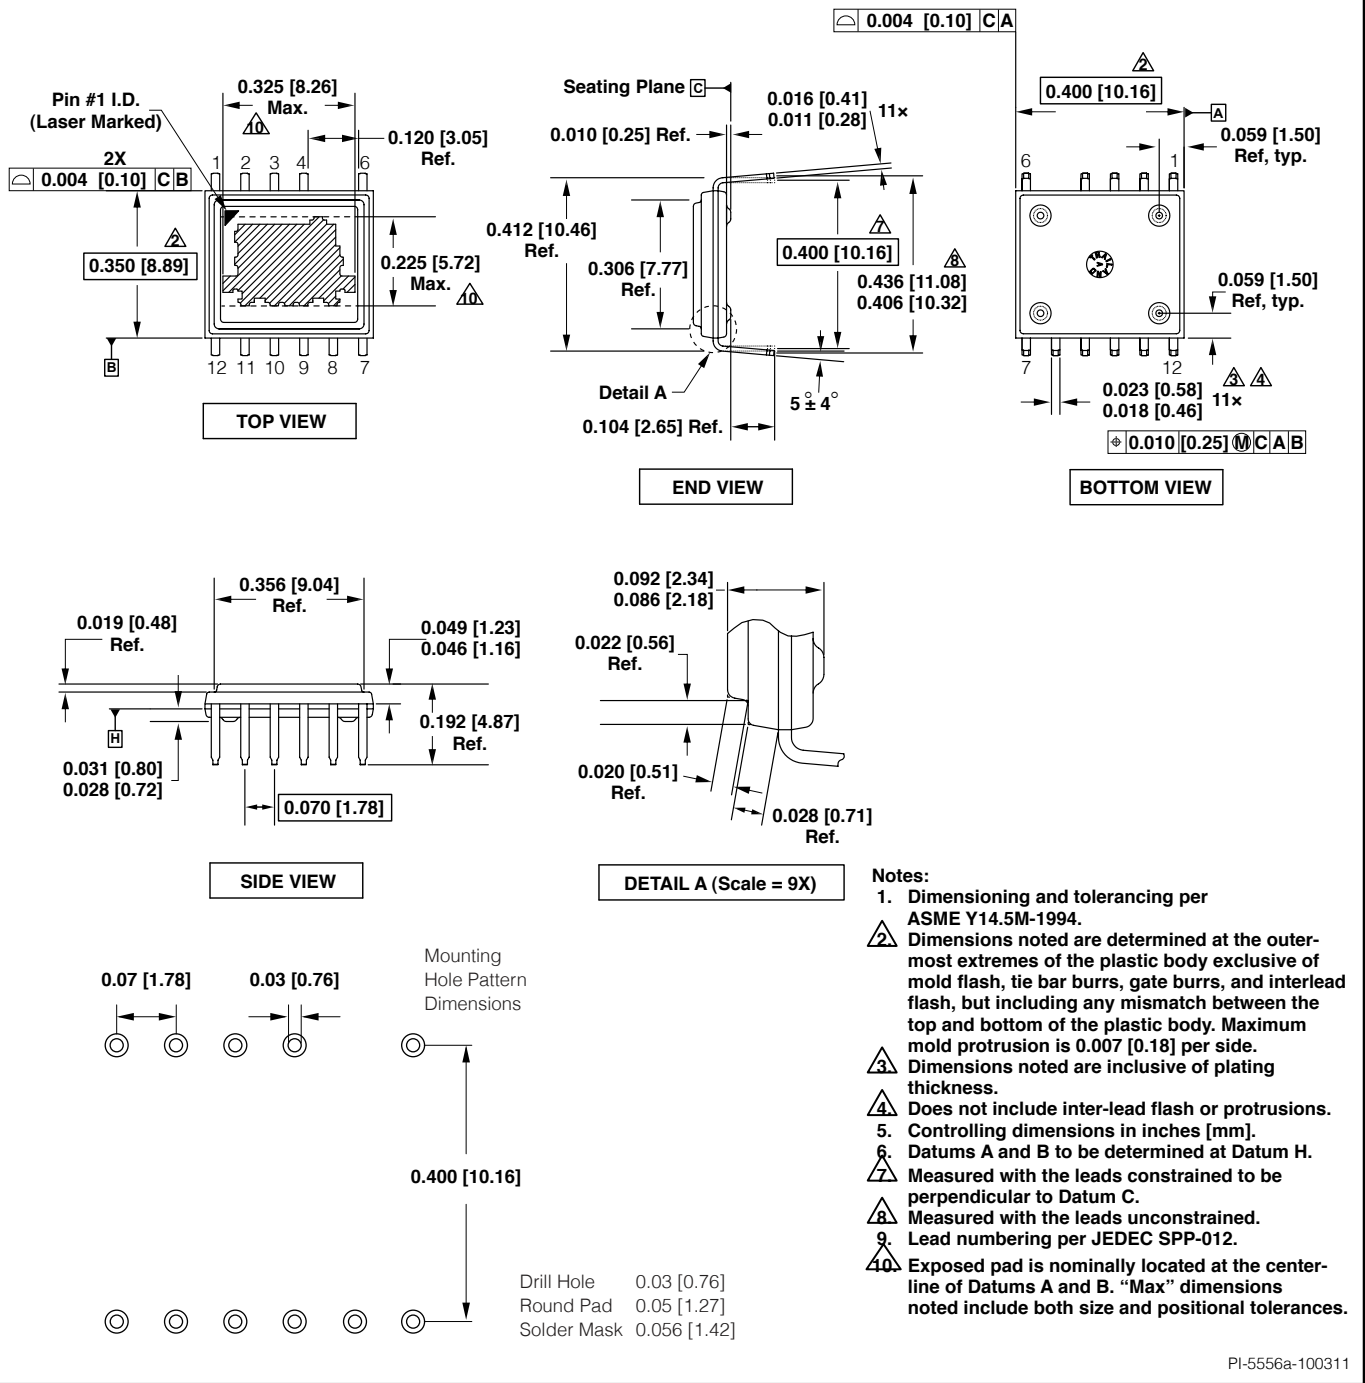 0.004 [0.10] C A
2
0.400 [10.16]
A
0.059 [1.50]
Ref, typ.
6 1
0.059 [1.50]
Ref, typ.
7 12
0.023 [0.58]
0.018 [0.46]
11×
3 4
⌖ 0.010 [0.25] Ⓜ C A B
BOTTOM VIEW
Pin #1 I.D.
(Laser Marked)
0.325 [8.26]
Max.
10
0.120 [3.05]
Ref.
2X
0.004 [0.10] C B
1 2 3 4 6
2
0.350 [8.89]
0.225 [5.72]
Max.
10
B
12 11 10 9 8 7
TOP VIEW
Seating Plane C
0.016 [0.41]
0.011 [0.28]
11×
0.010 [0.25] Ref.
0.412 [10.46]
Ref.
0.306 [7.77]
Ref.
7
0.400 [10.16]
8
0.436 [11.08]
0.406 [10.32]
Detail A
5 ± 4°
0.104 [2.65] Ref.
END VIEW
0.356 [9.04]
Ref.
0.019 [0.48]
Ref.
0.049 [1.23]
0.046 [1.16]
H
0.192 [4.87]
Ref.
0.031 [0.80]
0.028 [0.72]
0.070 [1.78]
SIDE VIEW
0.092 [2.34]
0.086 [2.18]
0.022 [0.56]
Ref.
0.020 [0.51]
Ref.
0.028 [0.71]
Ref.
DETAIL A (Scale = 9X)
Notes:
1. Dimensioning and tolerancing per
ASME Y14.5M-1994.
2. Dimensions noted are determined at the outer-
most extremes of the plastic body exclusive of
mold flash, tie bar burrs, gate burrs, and interlead
flash, but including any mismatch between the
top and bottom of the plastic body. Maximum
mold protrusion is 0.007 [0.18] per side.
3. Dimensions noted are inclusive of plating
thickness.
4. Does not include inter-lead flash or protrusions.
5. Controlling dimensions in inches [mm].
6. Datums A and B to be determined at Datum H.
7. Measured with the leads constrained to be
perpendicular to Datum C.
8. Measured with the leads unconstrained.
9. Lead numbering per JEDEC SPP-012.
10. Exposed pad is nominally located at the center-
line of Datums A and B. “Max” dimensions
noted include both size and positional tolerances.
Mounting
Hole Pattern
Dimensions
0.07 [1.78]
0.03 [0.76]
0.400 [10.16]
Drill Hole 0.03 [0.76]
Round Pad 0.05 [1.27]
Solder Mask 0.056 [1.42]
PI-5556a-100311